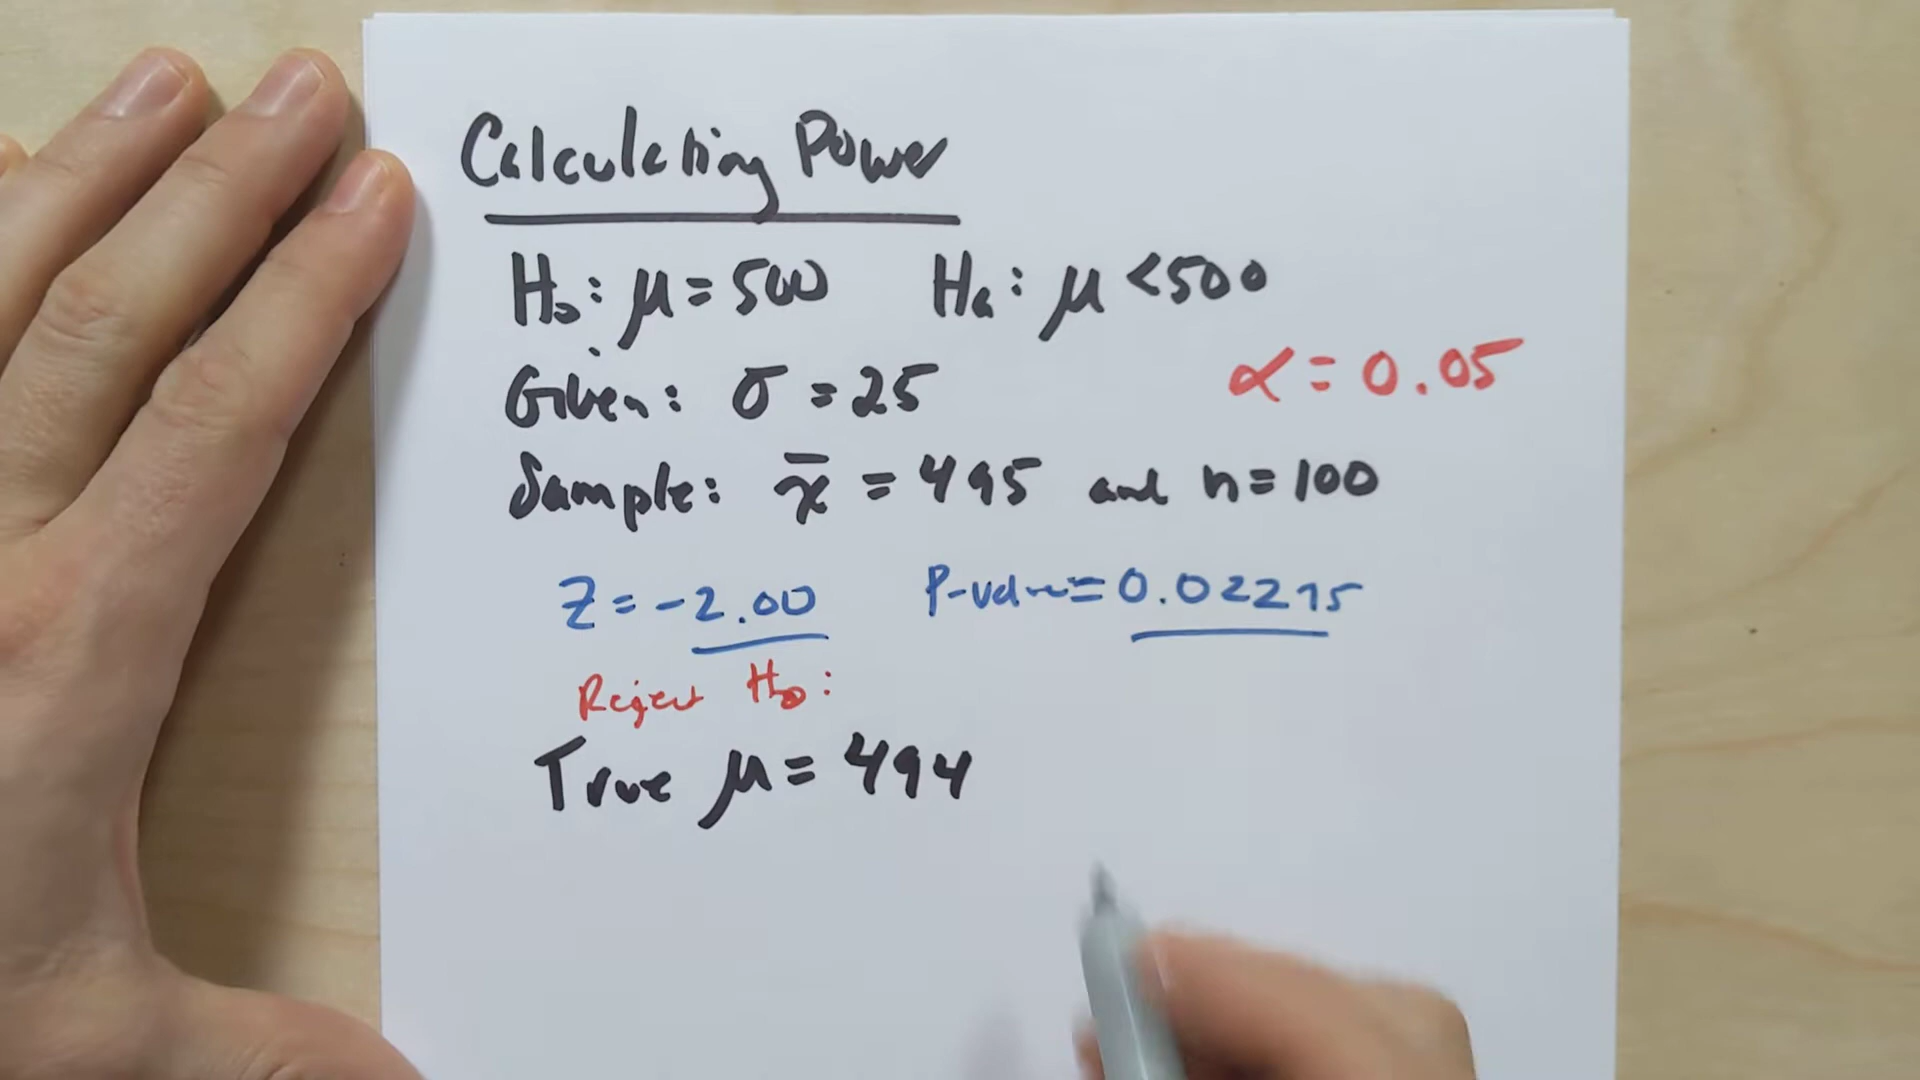 Calculating Power
H₀: μ = 500 Hₐ: μ < 500
α = 0.05
Given: σ = 25
Sample: x̄ = 495 and n = 100
Z = -2.00 P-value = 0.02275
Reject H₀:
True μ = 494